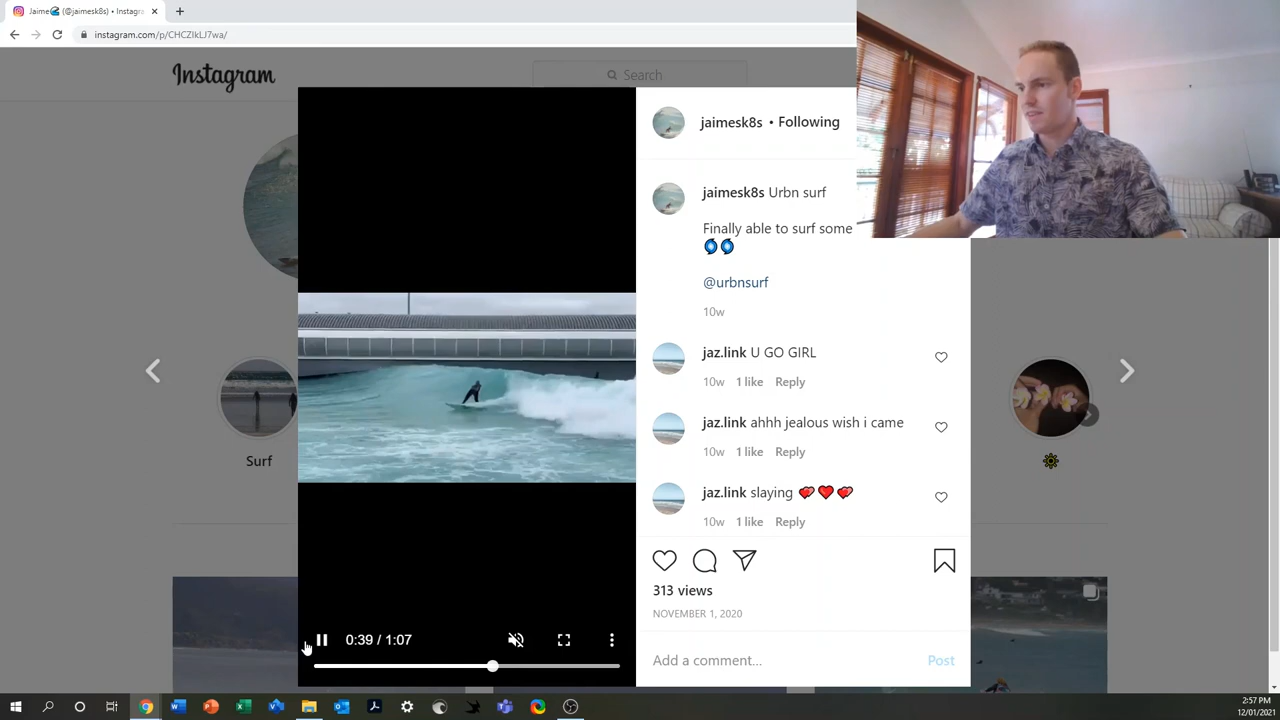 Jaime🌊 (@jaimesk8s) • Instagr
instagram.com/p/CHCZIkLJ7wa/
Instagram
Search
jaimesk8s • Following
jaimesk8s Urbn surf
Finally able to surf some
🌀🌀
@urbnsurf
10w
jaz.link U GO GIRL
10w 1 like Reply
jaz.link ahhh jealous wish i came
10w 1 like Reply
Surf
jaz.link slaying 💞❤️💞
10w 1 like Reply
313 views
NOVEMBER 1, 2020
0:39 / 1:07
Add a comment... Post
2:57 PM
12/01/2021